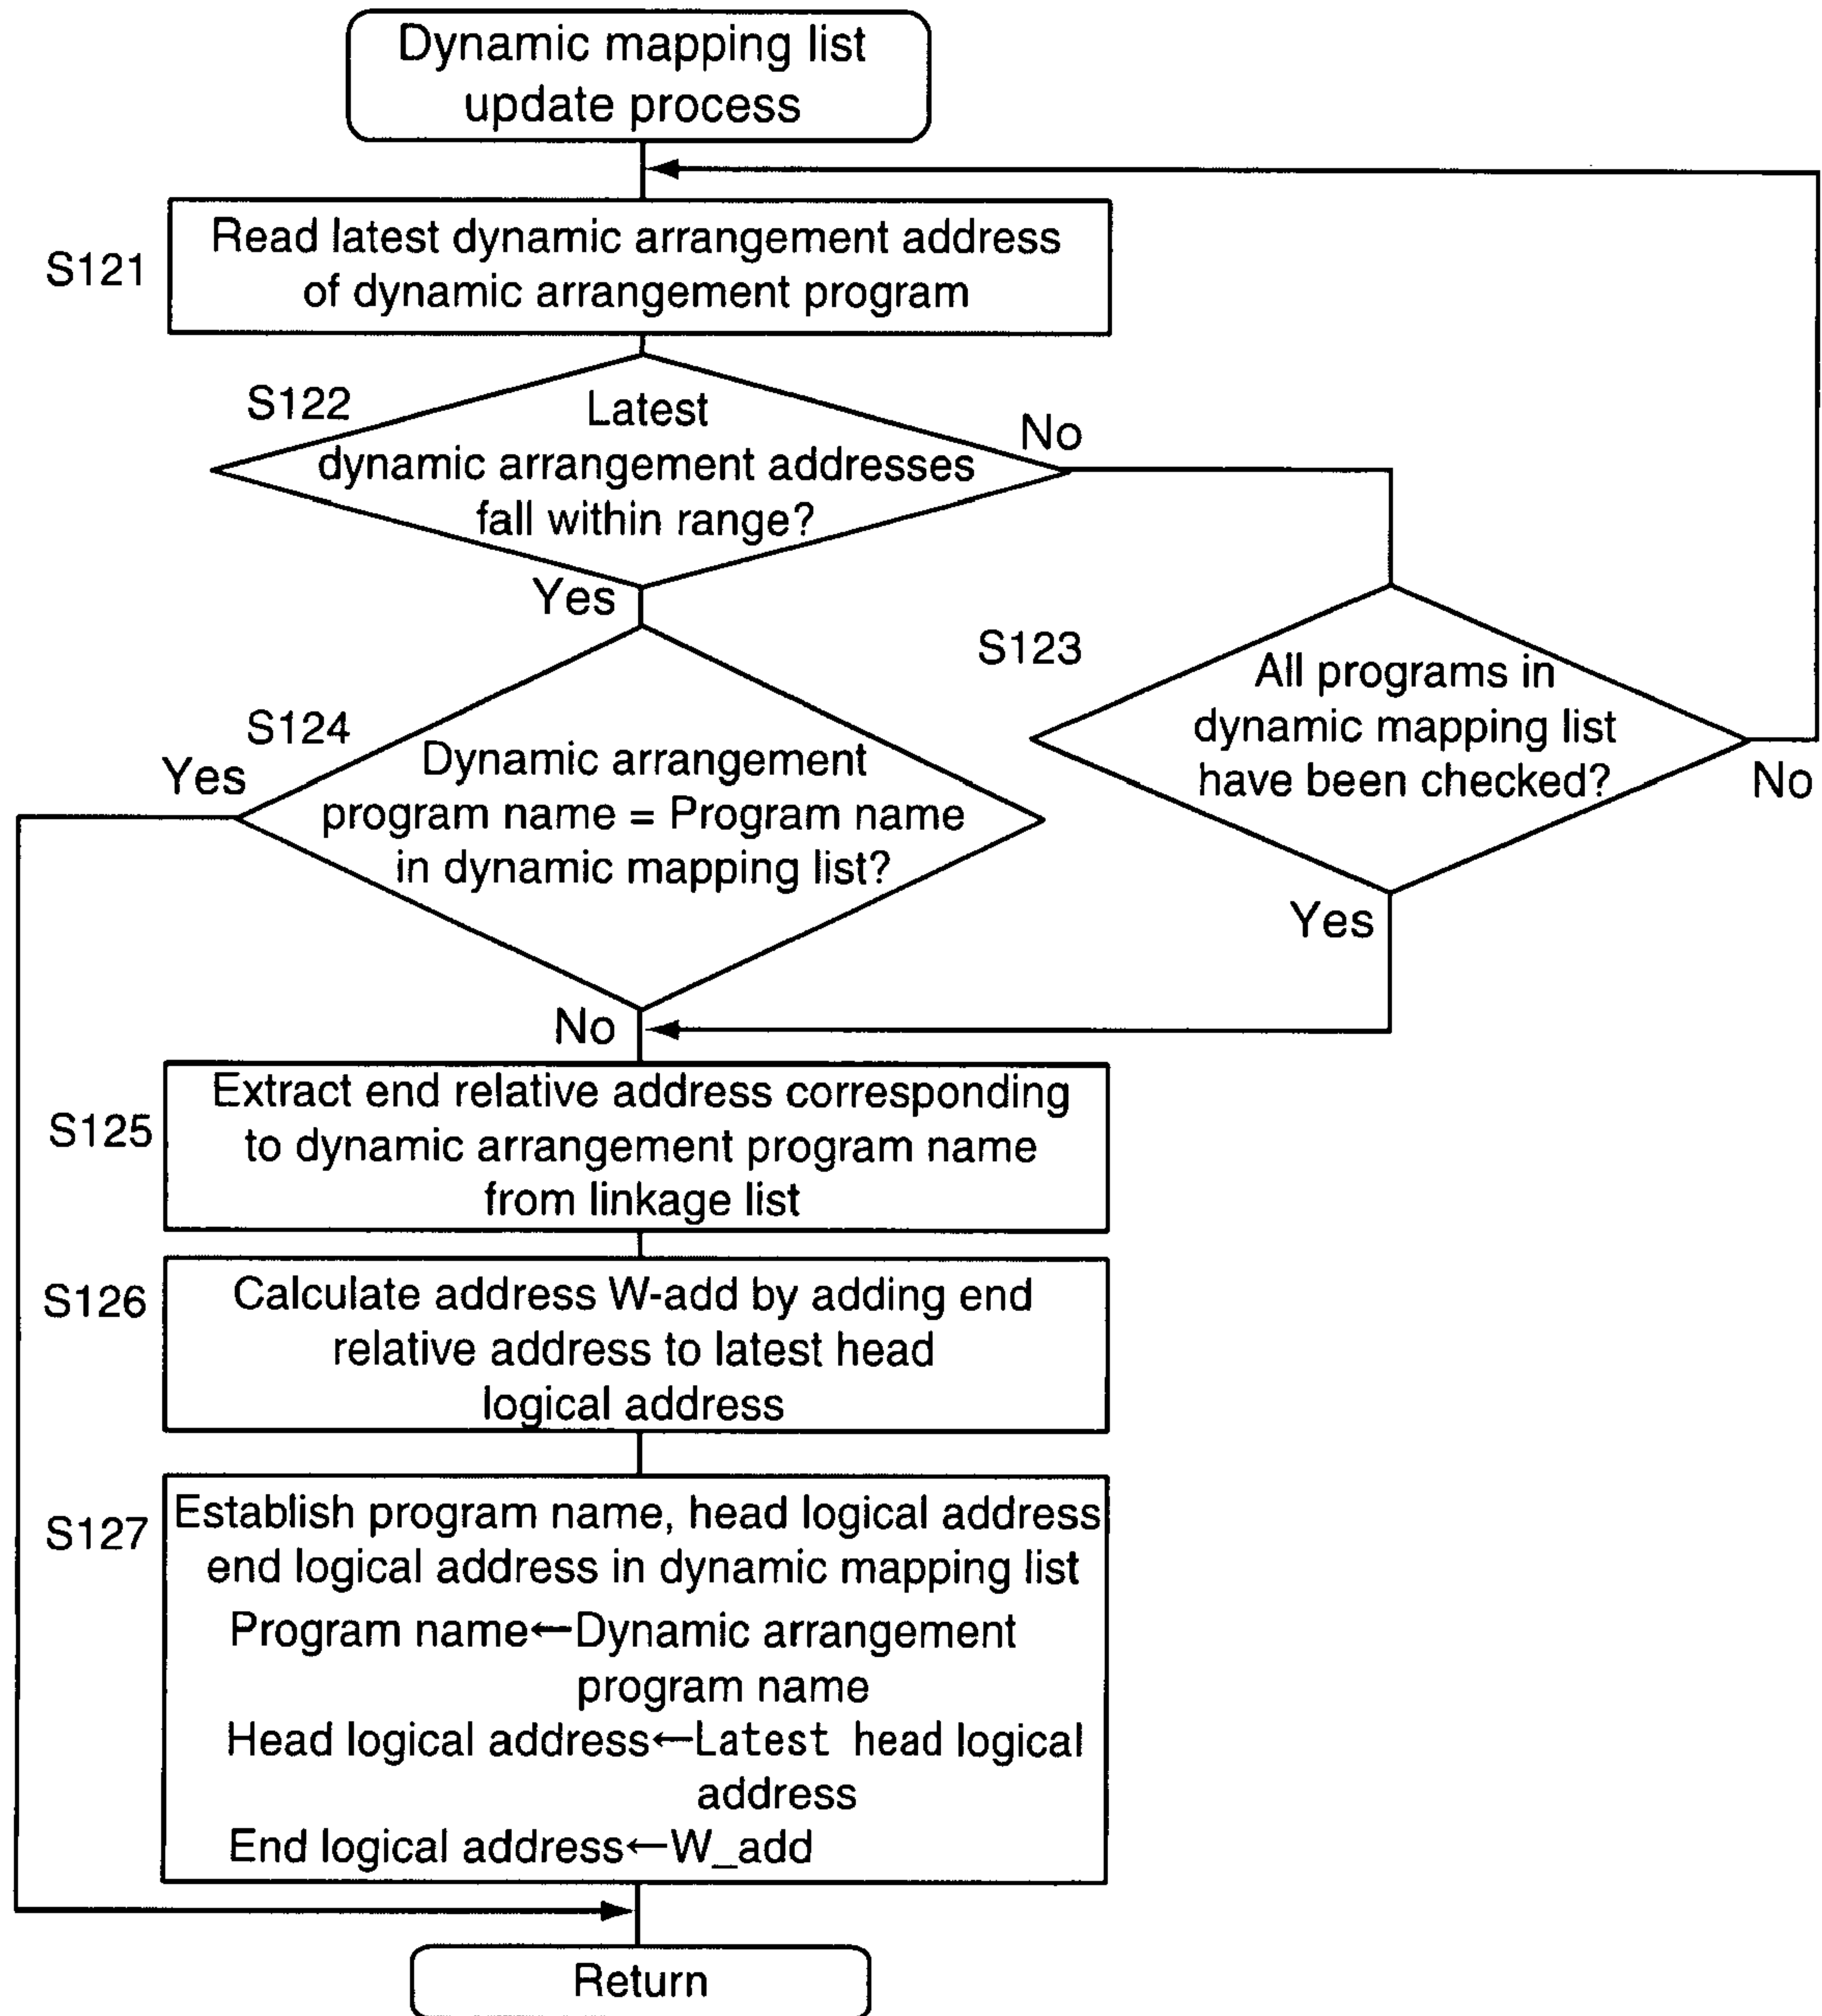 Dynamic mapping list
update process
S121
Read latest dynamic arrangement address
of dynamic arrangement program
S122
Latest
dynamic arrangement addresses
fall within range?
No
Yes
S123
All programs in
dynamic mapping list
have been checked?
No
Yes
S124
Yes
Dynamic arrangement
program name = Program name
in dynamic mapping list?
No
S125
Extract end relative address corresponding
to dynamic arrangement program name
from linkage list
S126
Calculate address W-add by adding end
relative address to latest head
logical address
S127
Establish program name, head logical address
end logical address in dynamic mapping list
Program name←Dynamic arrangement
program name
Head logical address←Latest head logical
address
End logical address←W_add
Return